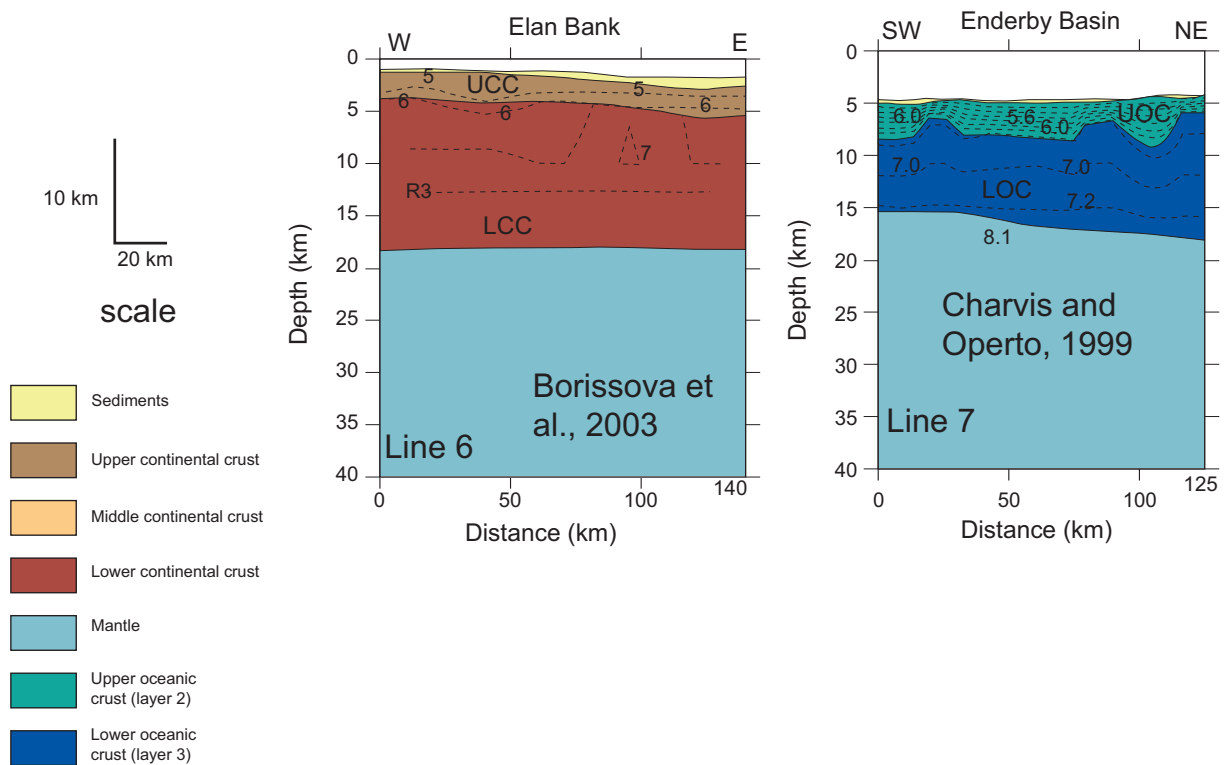 Elan Bank
W
E
0
5
10
15
20
25
30
35
40
Depth (km)
5
UCC
5
6
6
6
7
R3
LCC
Borissova et
al., 2003
Line 6
0
50
100
140
Distance (km)
Enderby Basin
SW
NE
0
5
10
15
20
25
30
35
40
Depth (km)
6.0
5.6
6.0
UOC
7.0
7.0
LOC
7.2
8.1
Charvis and
Operto, 1999
Line 7
0
50
100
125
Distance (km)
10 km
20 km
scale
Sediments
Upper continental crust
Middle continental crust
Lower continental crust
Mantle
Upper oceanic
crust (layer 2)
Lower oceanic
crust (layer 3)